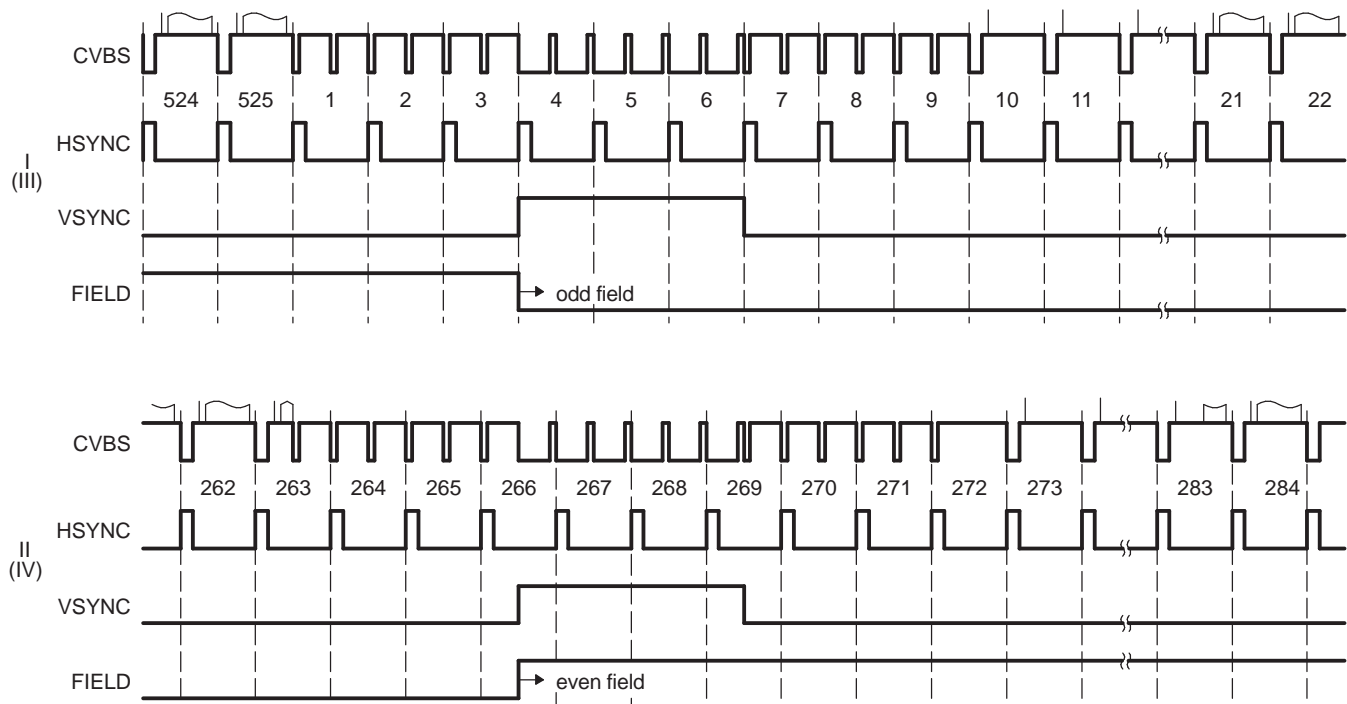 CVBS
524 525 1 2 3 4 5 6 7 8 9 10 11 21 22
HSYNC
I
(III)
VSYNC
FIELD
odd field
CVBS
262 263 264 265 266 267 268 269 270 271 272 273 283 284
HSYNC
II
(IV)
VSYNC
FIELD
even field